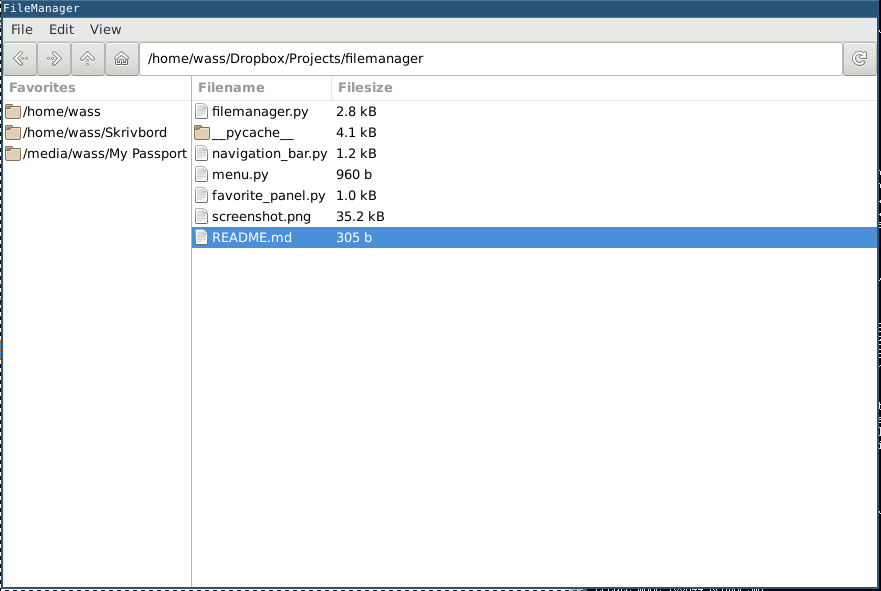 FileManager
File Edit View
/home/wass/Dropbox/Projects/filemanager
Favorites Filename Filesize
/home/wass filemanager.py 2.8 kB
/home/wass/Skrivbord __pycache__ 4.1 kB
/media/wass/My Passport navigation_bar.py 1.2 kB
menu.py 960 b
favorite_panel.py 1.0 kB
screenshot.png 35.2 kB
README.md 305 b